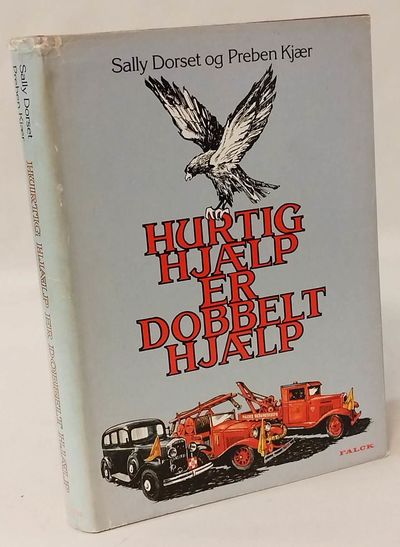 Sally Dorset og Preben Kjær
HURTIG
HJÆLP
ER
DOBBELT
HJÆLP
FALCK
Sally Dorset
Preben Kjær
HURTIG HJÆLP ER DOBBELT HJÆLP